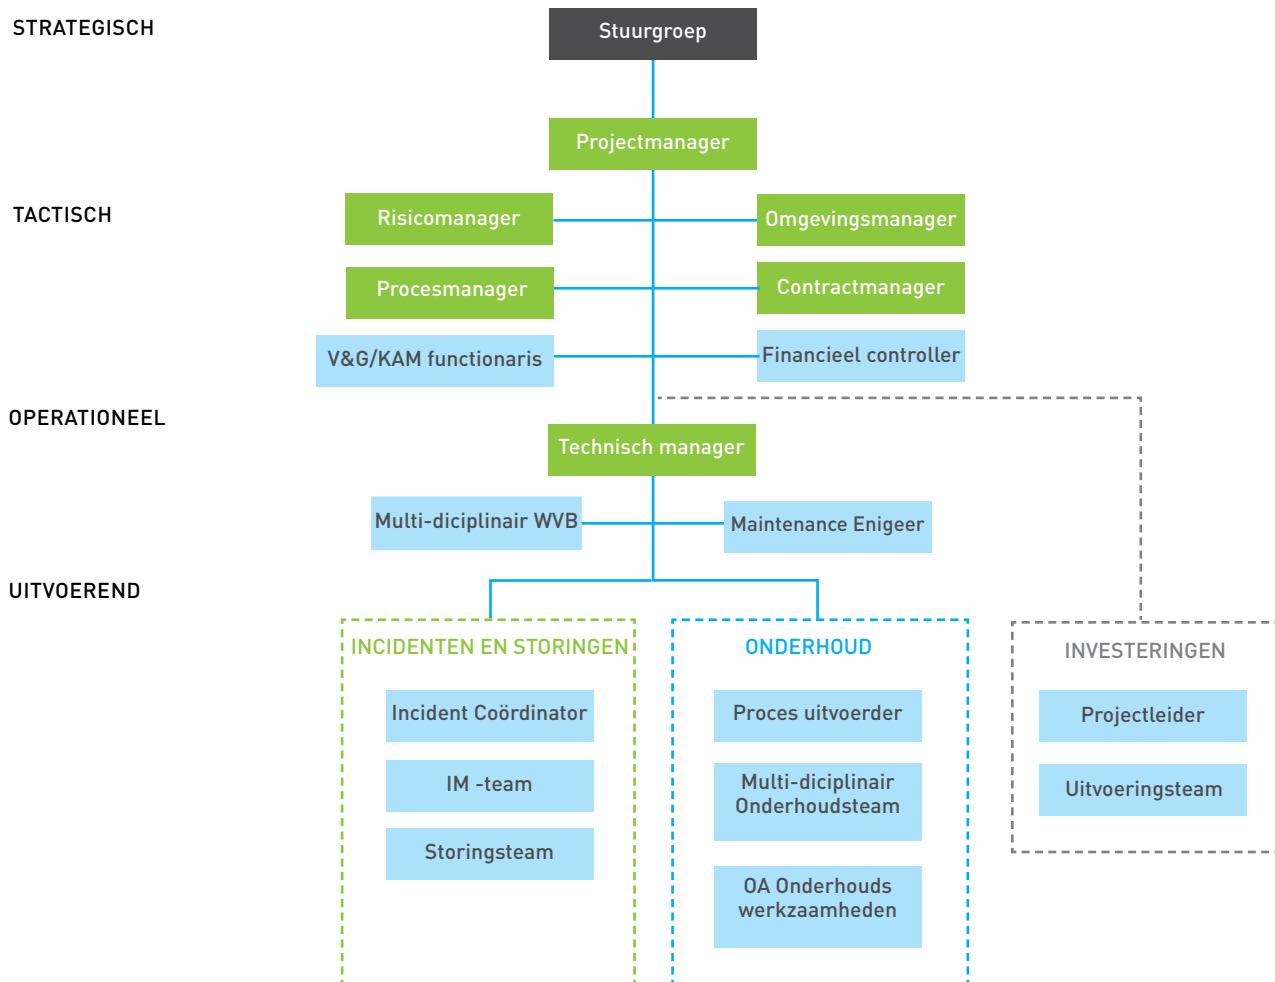 STRATEGISCH
Stuurgroep
Projectmanager
TACTISCH
Risicomanager
Omgevingsmanager
Procesmanager
Contractmanager
V&G/KAM functionaris
Financieel controller
OPERATIONEEL
Technisch manager
Multi-diciplinair WVB
Maintenance Enigeer
UITVOEREND
INCIDENTEN EN STORINGEN
Incident Coördinator
IM -team
Storingsteam
ONDERHOUD
Proces uitvoerder
Multi-diciplinair
Onderhoudsteam
OA Onderhouds
werkzaamheden
INVESTERINGEN
Projectleider
Uitvoeringsteam